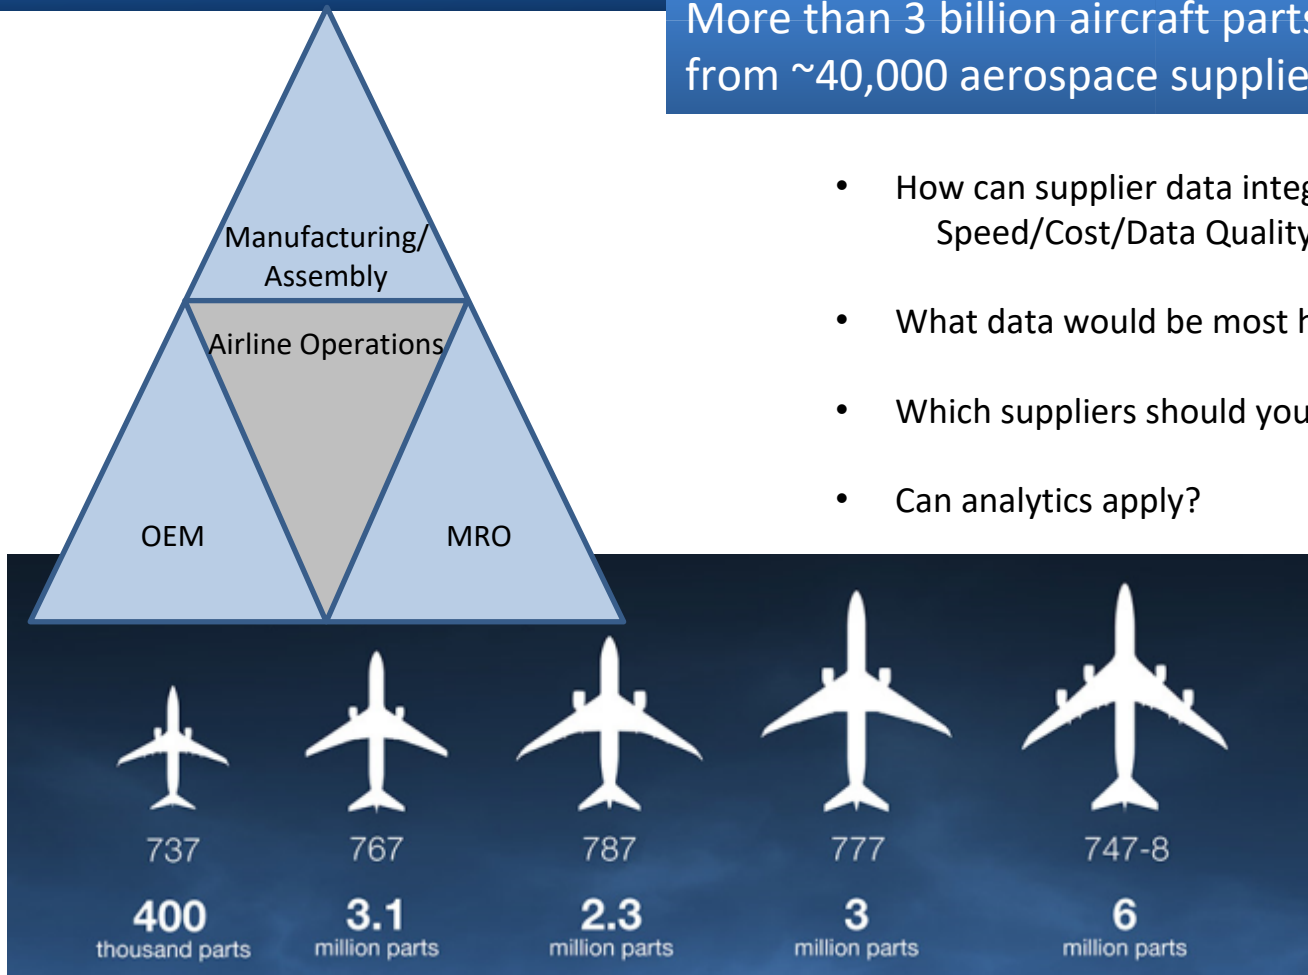 More than 3 billion aircraft parts
from ~40,000 aerospace supplie
Manufacturing/
Assembly
Airline Operations
OEM
MRO
• How can supplier data integ
Speed/Cost/Data Quality
• What data would be most h
• Which suppliers should you
• Can analytics apply?
737
400
thousand parts
767
3.1
million parts
787
2.3
million parts
777
3
million parts
747-8
6
million parts